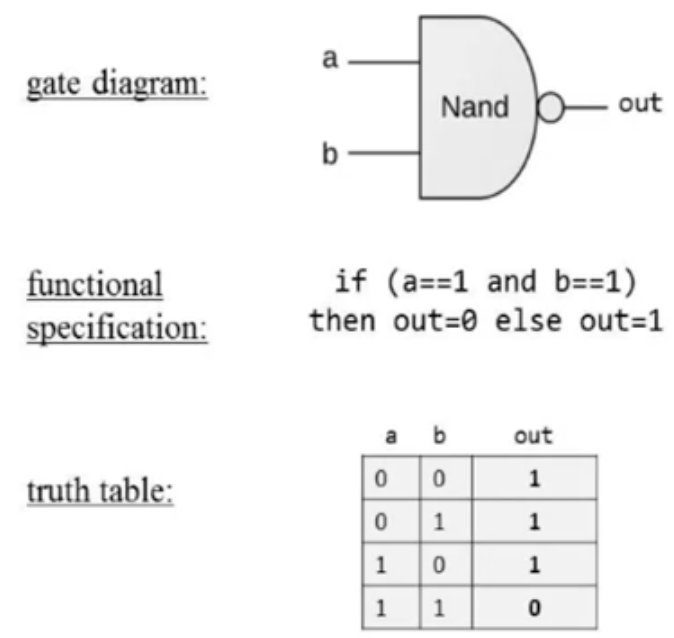 gate diagram:
a
b
Nand
out
functional
specification:
if (a==1 and b==1)
then out=0 else out=1
truth table:
a b out
0 0 1
0 1 1
1 0 1
1 1 0